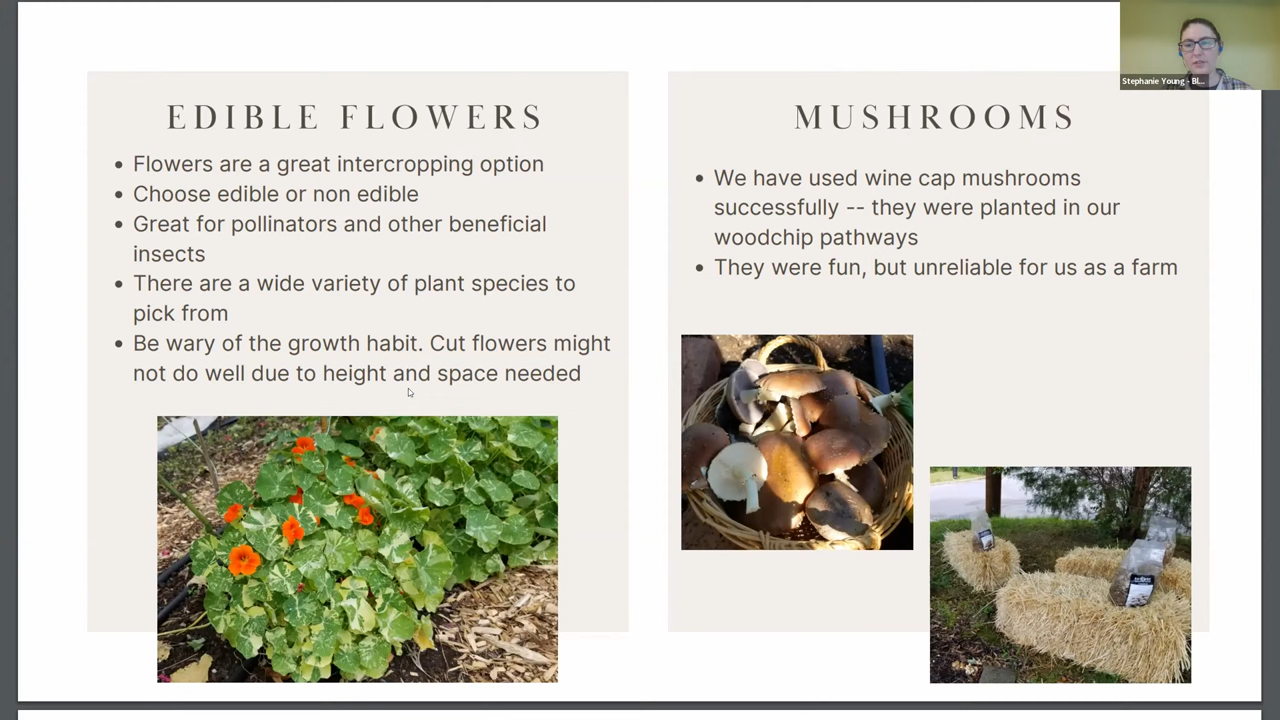 EDIBLE FLOWERS
• Flowers are a great intercropping option
• Choose edible or non edible
• Great for pollinators and other beneficial
insects
• There are a wide variety of plant species to
pick from
• Be wary of the growth habit. Cut flowers might
not do well due to height and space needed
MUSHROOMS
• We have used wine cap mushrooms
successfully -- they were planted in our
woodchip pathways
• They were fun, but unreliable for us as a farm
Stephanie Young - Bl...